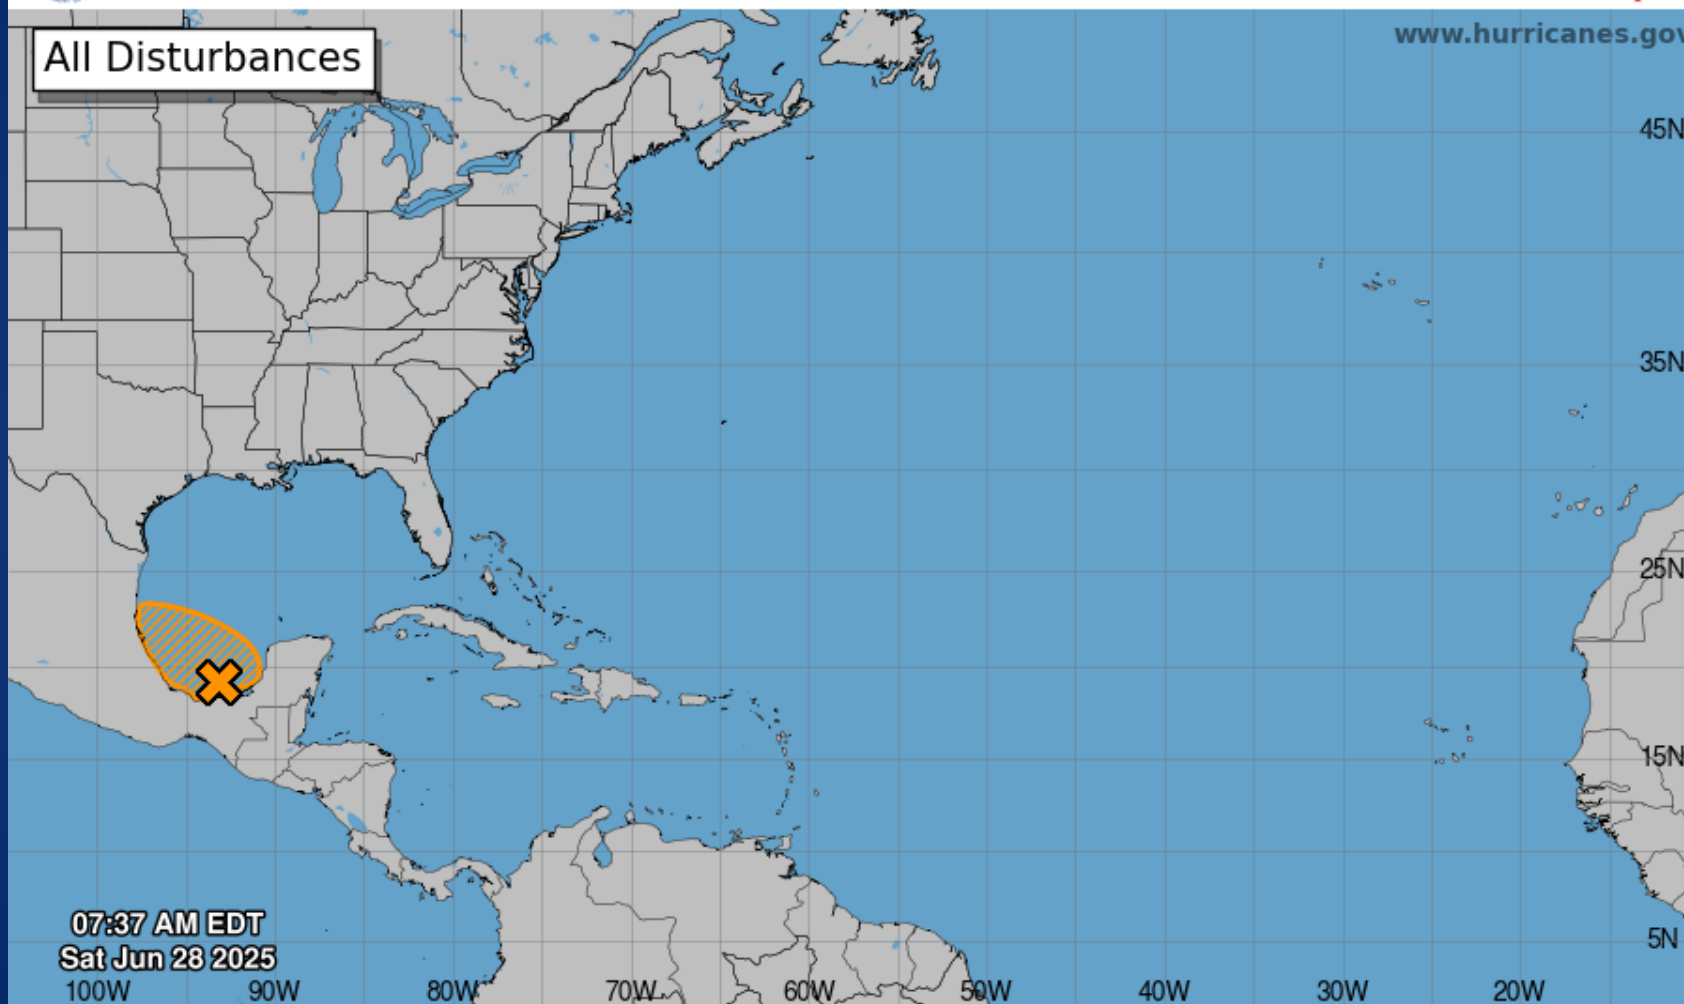 All Disturbances
www.hurricanes.gov
45N
35N
25N
15N
5N
07:37 AM EDT
Sat Jun 28 2025
100W 90W 80W 70W 60W 50W 40W 30W 20W